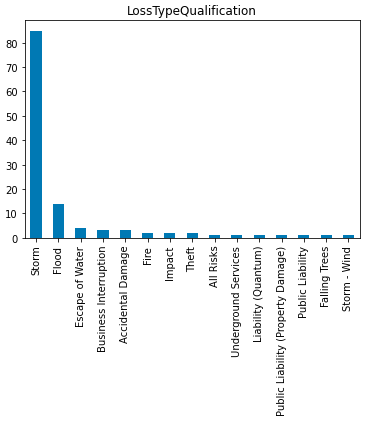 LossTypeQualification
80
70
60
50
40
30
20
10
0
Storm
Flood
Escape of Water
Business Interruption
Accidental Damage
Fire
Impact
Theft
All Risks
Underground Services
Liability (Quantum)
Public Liability (Property Damage)
Public Liability
Falling Trees
Storm - Wind